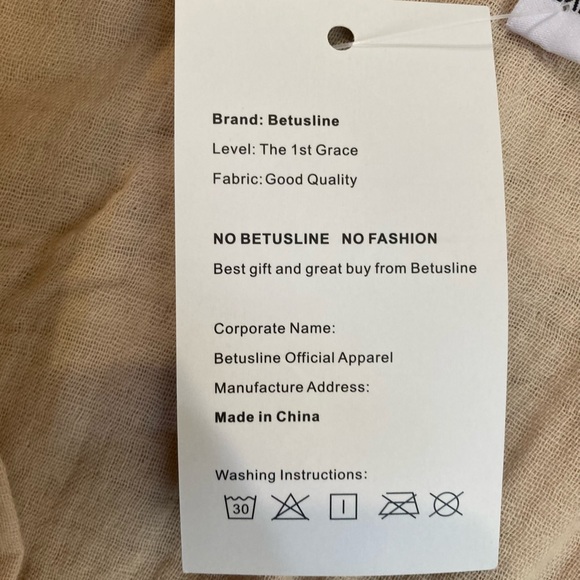 Brand: Betusline
Level: The 1st Grace
Fabric: Good Quality
NO BETUSLINE NO FASHION
Best gift and great buy from Betusline
Corporate Name:
Betusline Official Apparel
Manufacture Address:
Made in China
Washing Instructions:
30